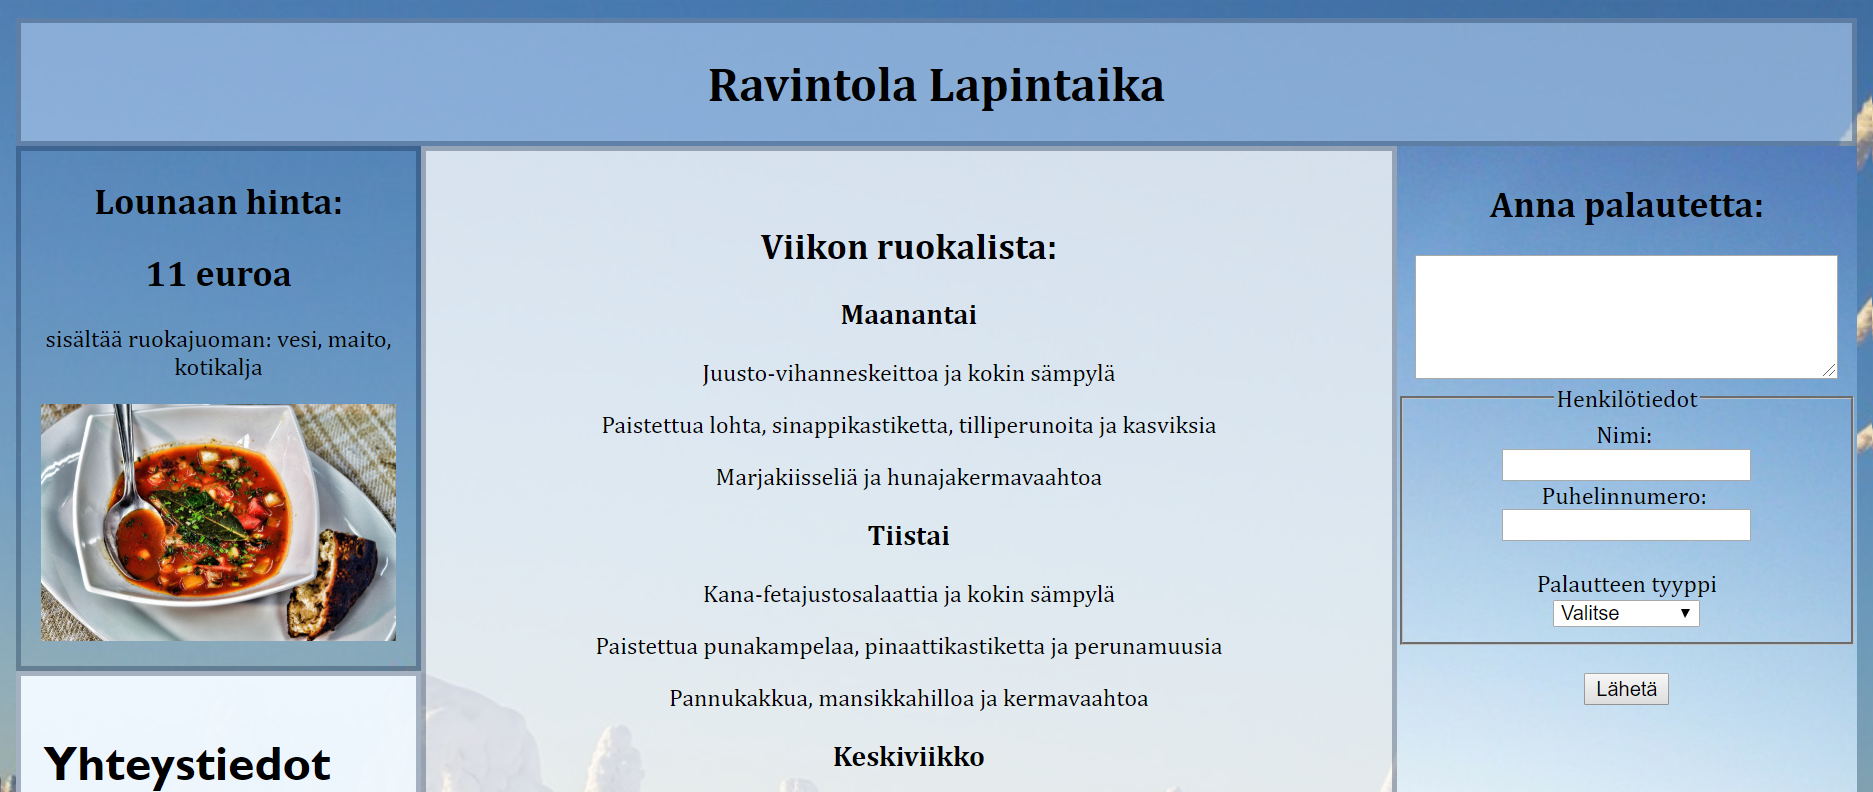 Ravintola Lapintaika
Lounaan hinta:
11 euroa
sisältää ruokajuoman: vesi, maito,
kotikalja
Yhteystiedot
Viikon ruokalista:
Maanantai
Juusto-vihanneskeittoa ja kokin sämpylä
Paistettua lohta, sinappikastiketta, tilliperunoita ja kasviksia
Marjakiisseliä ja hunajakermavaahtoa
Tiistai
Kana-fetajustosalaattia ja kokin sämpylä
Paistettua punakampelaa, pinaattikastiketta ja perunamuusia
Pannukakkua, mansikkahilloa ja kermavaahtoa
Keskiviikko
Anna palautetta:
Henkilötiedot
Nimi:
Puhelinnumero:
Palautteen tyyppi
Valitse
Lähetä